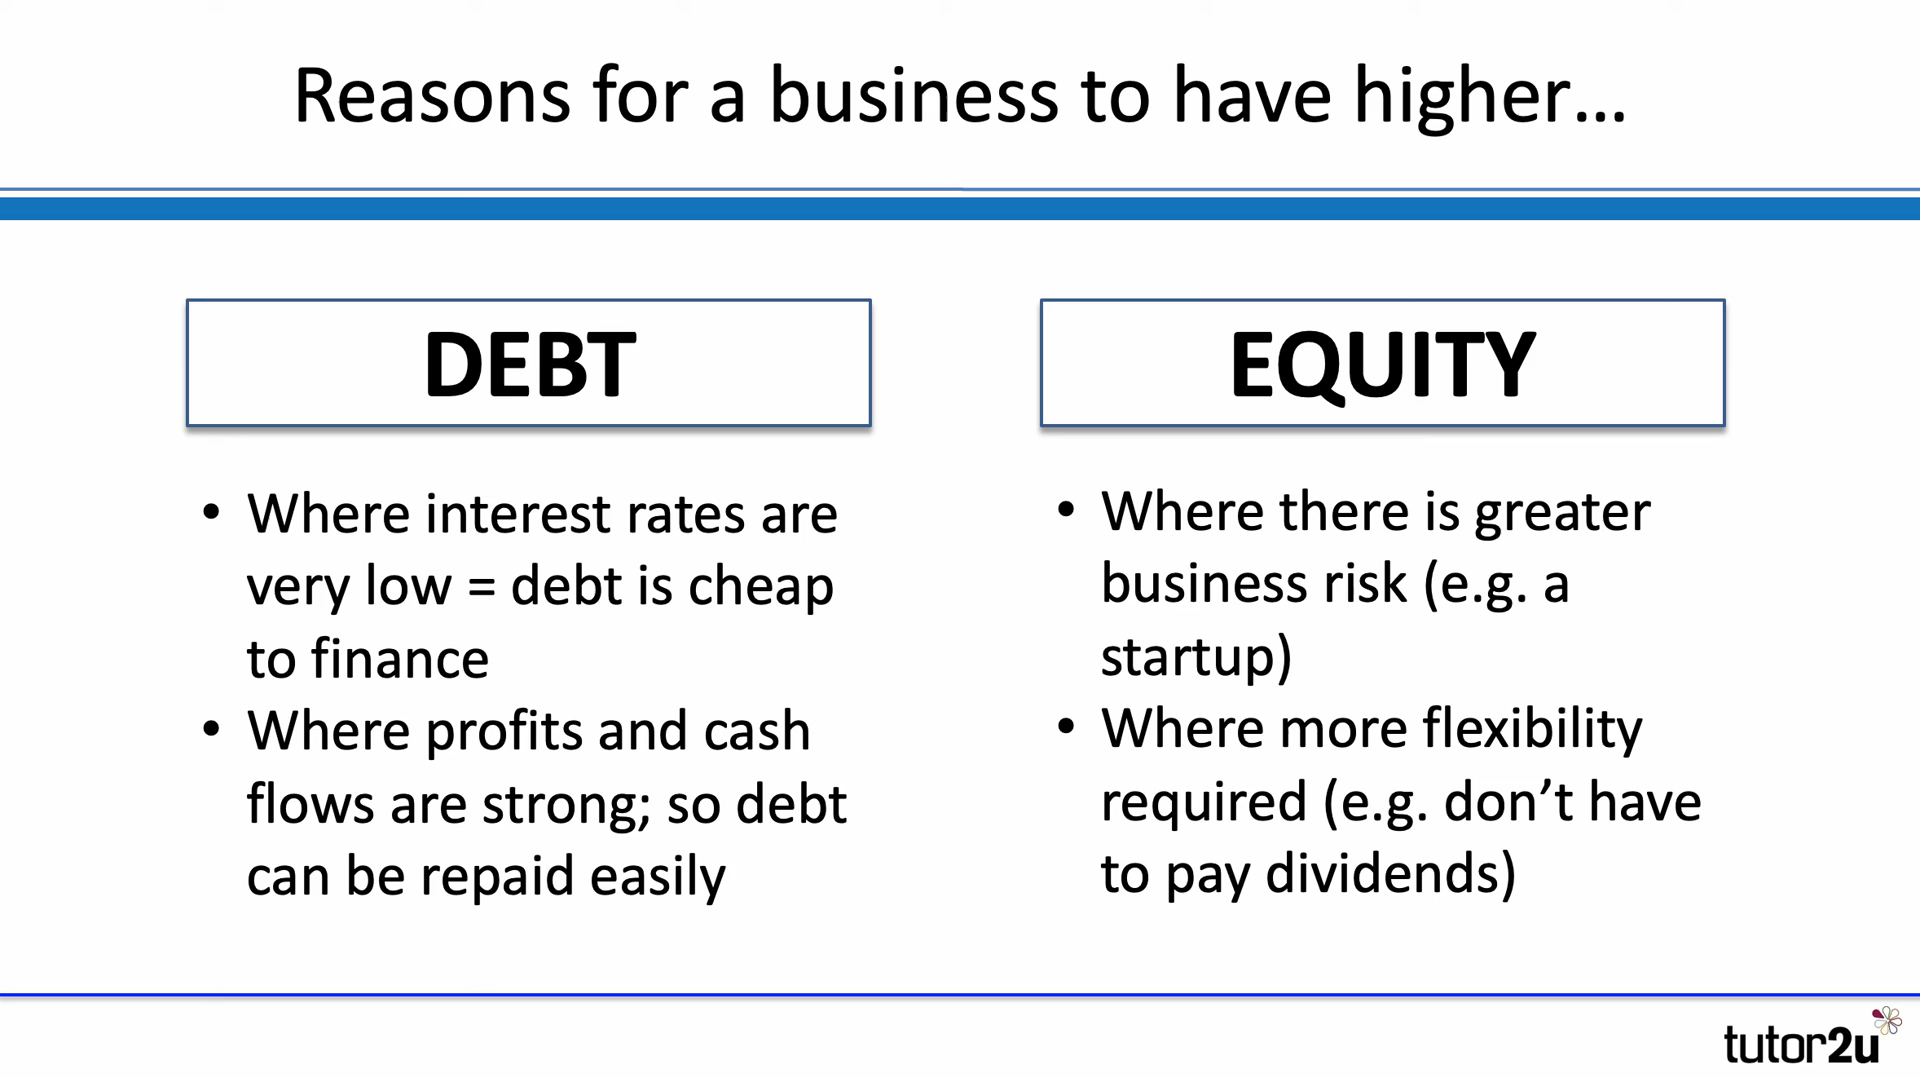 Reasons for a business to have higher...
DEBT
• Where interest rates are
very low = debt is cheap
to finance
• Where profits and cash
flows are strong; so debt
can be repaid easily
EQUITY
• Where there is greater
business risk (e.g. a
startup)
• Where more flexibility
required (e.g. don’t have
to pay dividends)
tutor2u